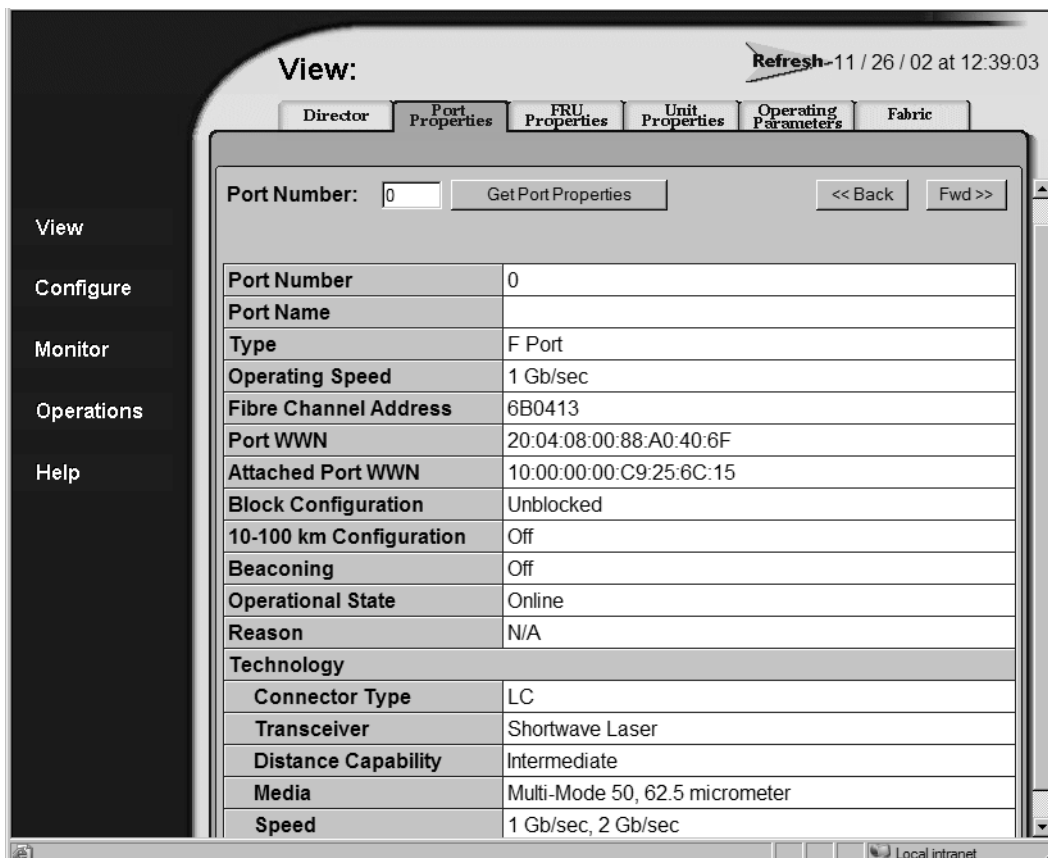 View:
Refresh-11 / 26 / 02 at 12:39:03
Director
Port Properties
FRU Properties
Unit Properties
Operating Parameters
Fabric
Port Number: 0 Get Port Properties << Back Fwd >>
View
Configure
Monitor
Operations
Help
Port Number 0
Port Name
Type F Port
Operating Speed 1 Gb/sec
Fibre Channel Address 6B0413
Port WWN 20:04:08:00:88:A0:40:6F
Attached Port WWN 10:00:00:00:C9:25:6C:15
Block Configuration Unblocked
10-100 km Configuration Off
Beaconing Off
Operational State Online
Reason N/A
Technology
Connector Type LC
Transceiver Shortwave Laser
Distance Capability Intermediate
Media Multi-Mode 50, 62.5 micrometer
Speed 1 Gb/sec, 2 Gb/sec
Local intranet